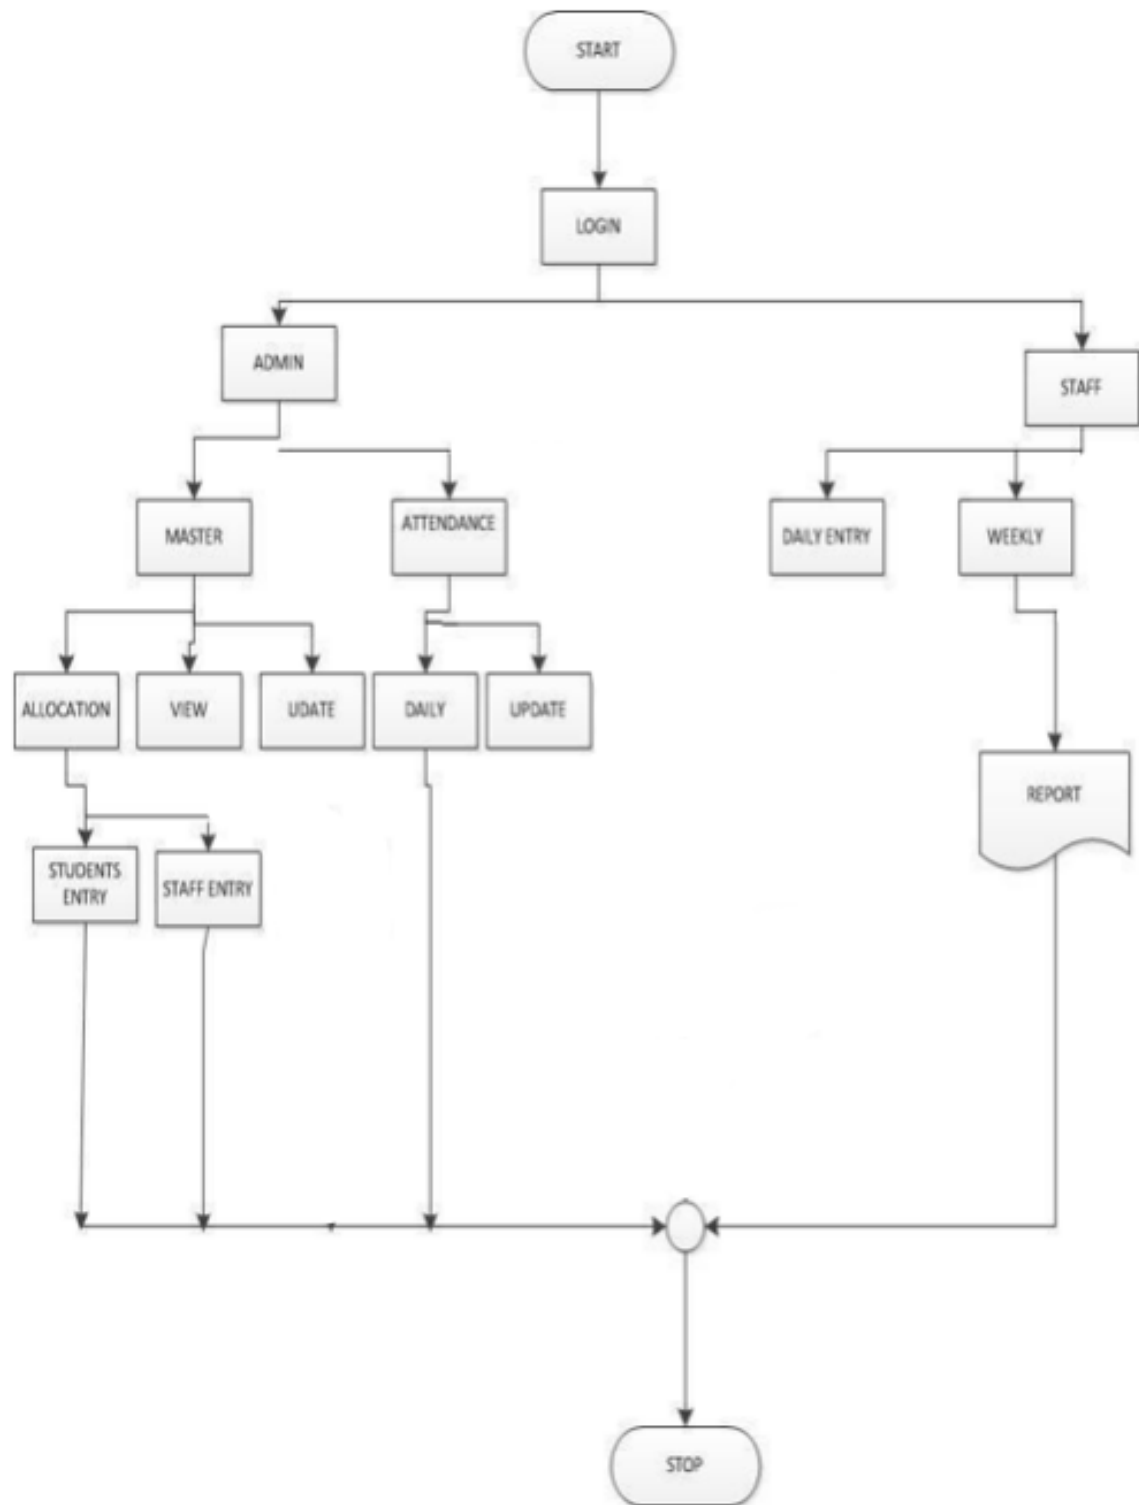 START
LOGIN
ADMIN
STAFF
MASTER
ATTENDANCE
DAILY ENTRY
WEEKLY
ALLOCATION
VIEW
UDATE
DAILY
UPDATE
REPORT
STUDENTS
ENTRY
STAFF ENTRY
STOP